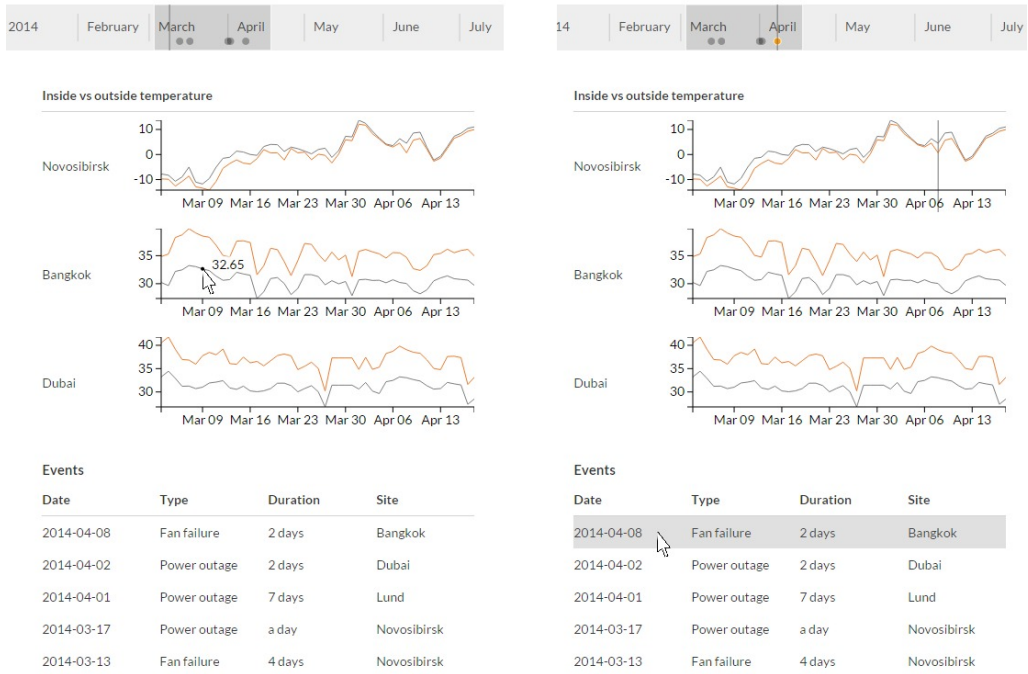 2014 February March April May June July
Inside vs outside temperature
10
0
-10
Novosibirsk
Mar 09 Mar 16 Mar 23 Mar 30 Apr 06 Apr 13
35
30
32.65
Bangkok
Mar 09 Mar 16 Mar 23 Mar 30 Apr 06 Apr 13
40
35
30
Dubai
Mar 09 Mar 16 Mar 23 Mar 30 Apr 06 Apr 13
Events
Date Type Duration Site
2014-04-08 Fan failure 2 days Bangkok
2014-04-02 Power outage 2 days Dubai
2014-04-01 Power outage 7 days Lund
2014-03-17 Power outage a day Novosibirsk
2014-03-13 Fan failure 4 days Novosibirsk
14 February March April May June July
Inside vs outside temperature
10
0
-10
Novosibirsk
Mar 09 Mar 16 Mar 23 Mar 30 Apr 06 Apr 13
35
30
Bangkok
Mar 09 Mar 16 Mar 23 Mar 30 Apr 06 Apr 13
40
35
30
Dubai
Mar 09 Mar 16 Mar 23 Mar 30 Apr 06 Apr 13
Events
Date Type Duration Site
2014-04-08 Fan failure 2 days Bangkok
2014-04-02 Power outage 2 days Dubai
2014-04-01 Power outage 7 days Lund
2014-03-17 Power outage a day Novosibirsk
2014-03-13 Fan failure 4 days Novosibirsk